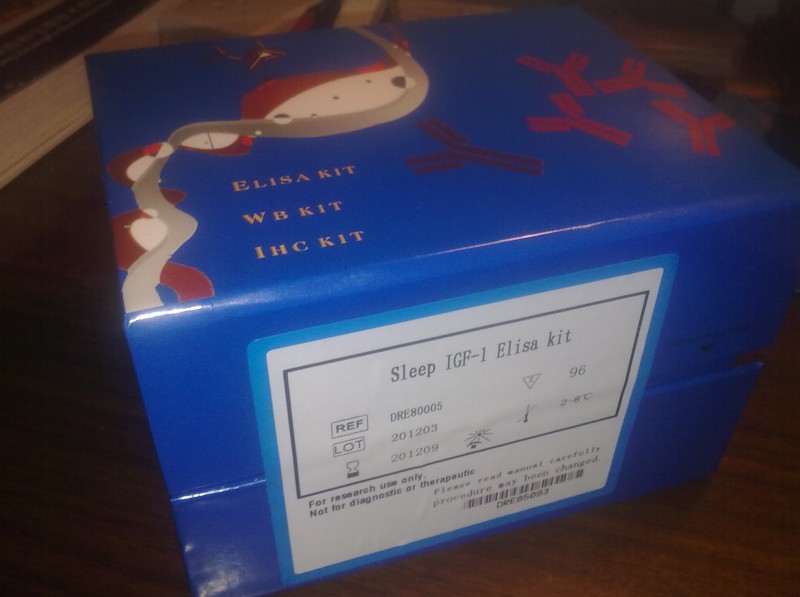 ELISA KIT
WB KIT
IHC KIT
Sleep IGF-1 Elisa kit
96
REF DRE80005
LOT 201203
2-8℃
201209
For research use only.
Not for diagnostic or therapeutic
Please read manual carefully
procedure may been changed.
DRE85093